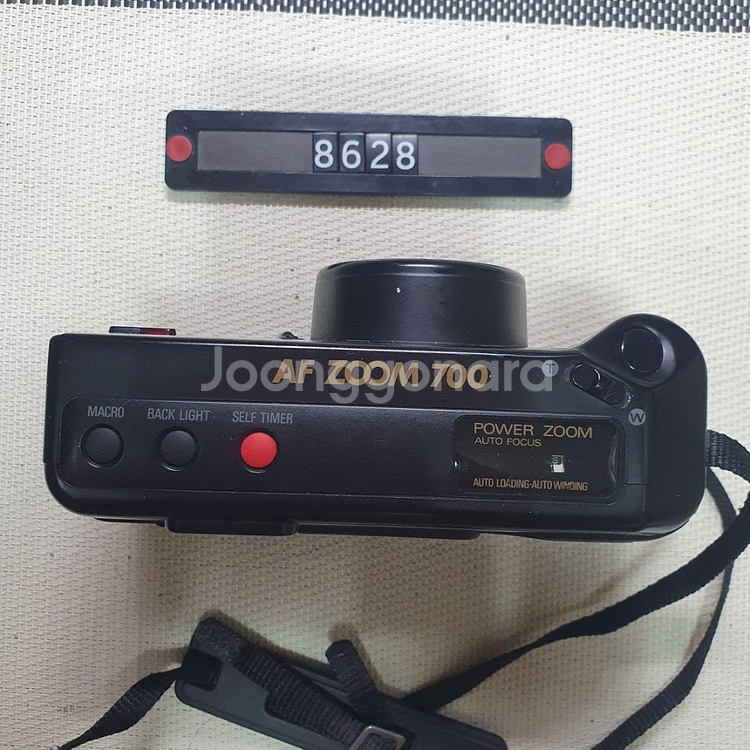 8628
Joonggonara
AF ZOOM 700
T
W
MACRO
BACK LIGHT
SELF TIMER
POWER ZOOM
AUTO FOCUS
S
AUTO LOADING·AUTO WINDING